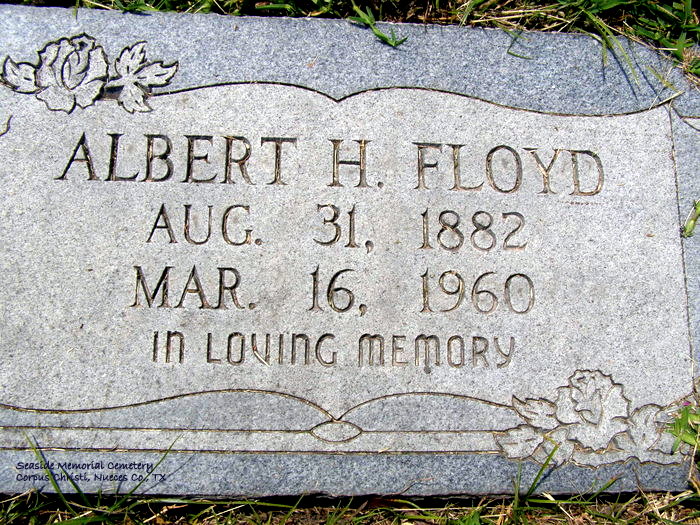 ALBERT H. FLOYD
AUG. 31, 1882
MAR. 16, 1960
IN LOVING MEMORY
Seaside Memorial Cemetery
Corpus Christi, Nueces Co., TX